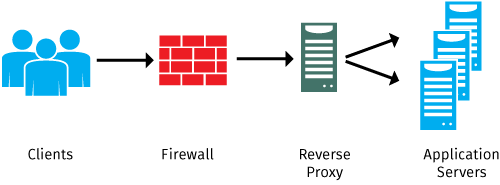 Clients
Firewall
Reverse
Proxy
Application
Servers